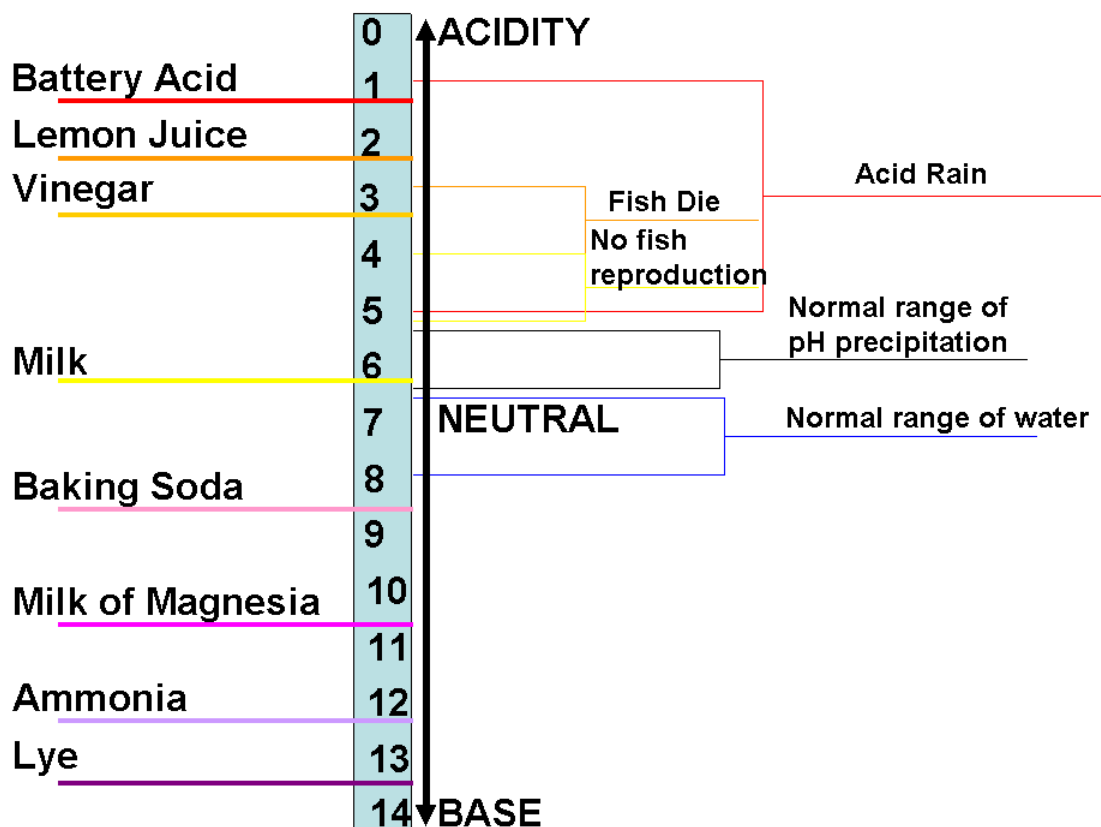 0
ACIDITY
Battery Acid
1
Lemon Juice
2
Vinegar
3
Acid Rain
Fish Die
No fish
reproduction
4
5
Normal range of
pH precipitation
Milk
6
7
NEUTRAL
Normal range of water
Baking Soda
8
9
Milk of Magnesia
10
11
Ammonia
12
Lye
13
14
BASE